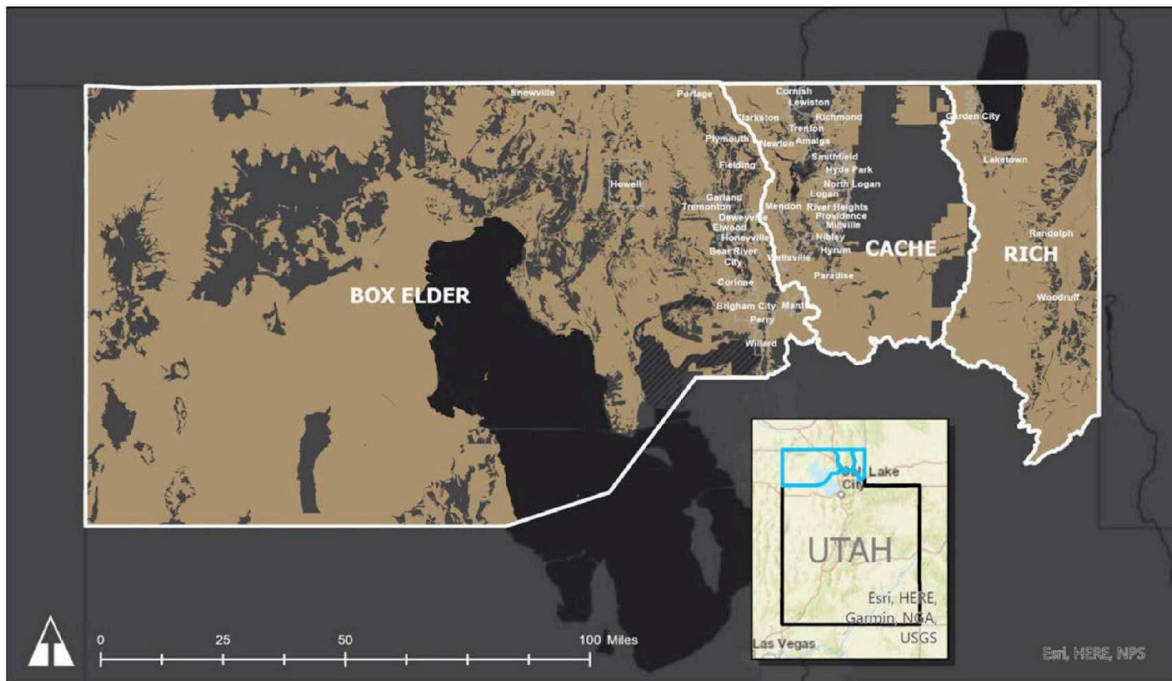 Snowville
Portage
Cornish
Lewiston
Clarkston
Richmond
Garden City
Trenton
Plymouth
Newton
Amalga
Smithfield
Laketown
Fielding
Hyde Park
Howell
North Logan
Garland
Logan
Tremonton
Mendon
River Heights
Deweyville
Providence
Elwood
Millville
Honeyville
Nibley
Randolph
Bear River
City
Wellsville
Hyrum
CACHE
RICH
Paradise
Corinne
BOX ELDER
Woodruff
Brigham City
Mant
Perry
Willard
Lake
City
UTAH
Esri, HERE,
Garmin, NGA,
USGS
Las Vegas
0
25
50
100 Miles
Esri, HERE, NPS